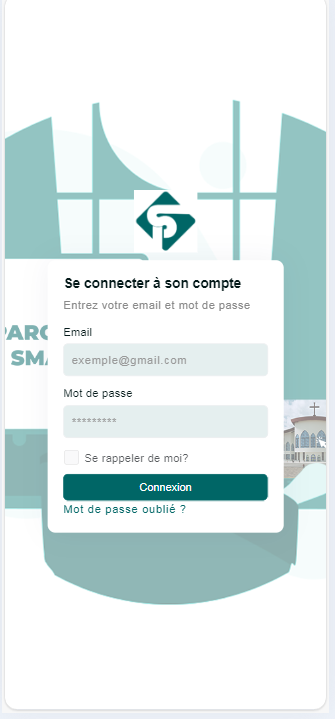 Se connecter à son compte
Entrez votre email et mot de passe
Email
exemple@gmail.com
PARO
SMA
Mot de passe
*********
Se rappeler de moi?
Connexion
Mot de passe oublié ?